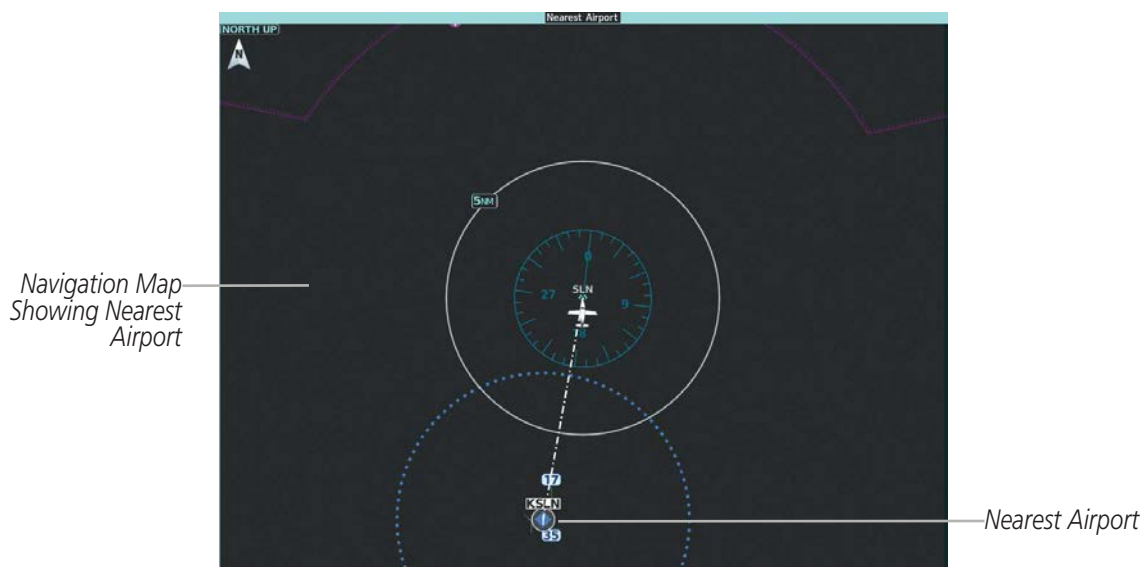 Nearest Airport
NORTH UP
N
5NM
0
SLN
27
9
18
Navigation Map
Showing Nearest
Airport
17
KSLN
35
Nearest Airport